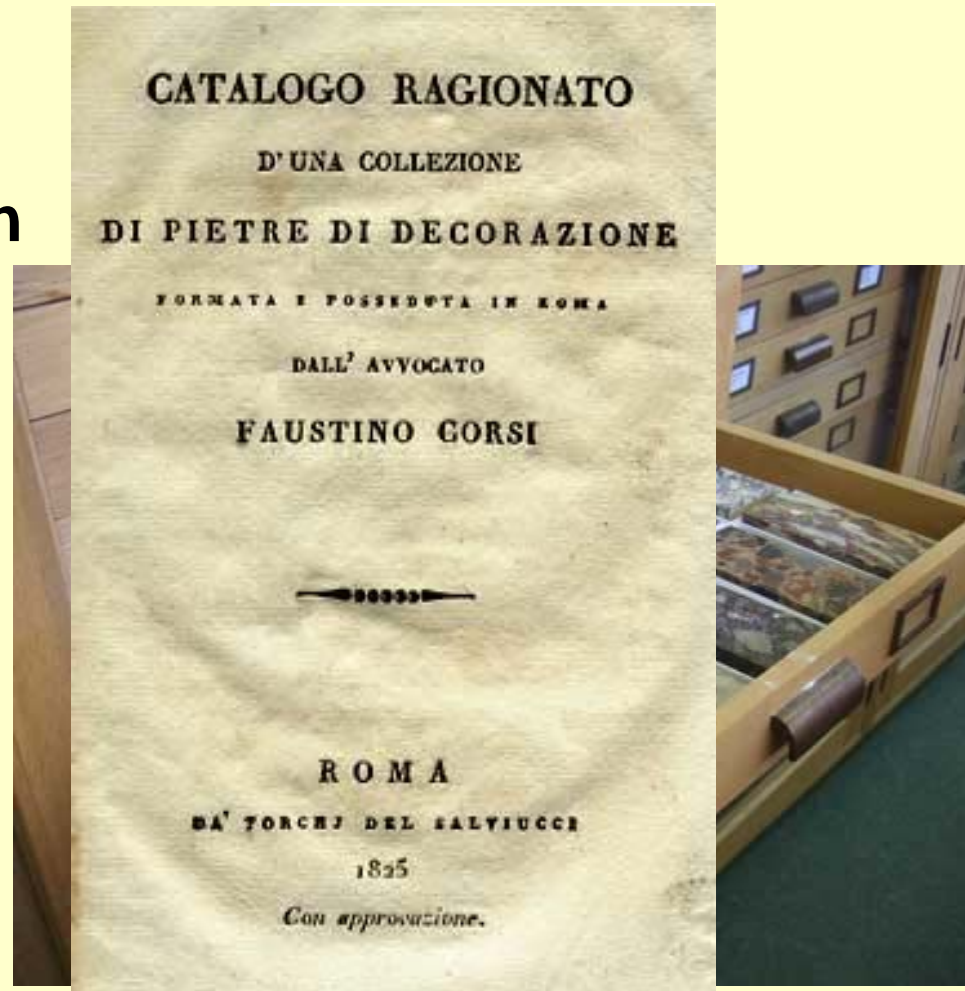 CATALOGO RAGIONATO
D'UNA COLLEZIONE
DI PIETRE DI DECORAZIONE
FORMATA E POSSEDUTA IN ROMA
DALL' AVVOCATO
FAUSTINO CORSI
ROMA
DA' TORCHJ DEL SALVIUCCI
1825
Con approvazione.